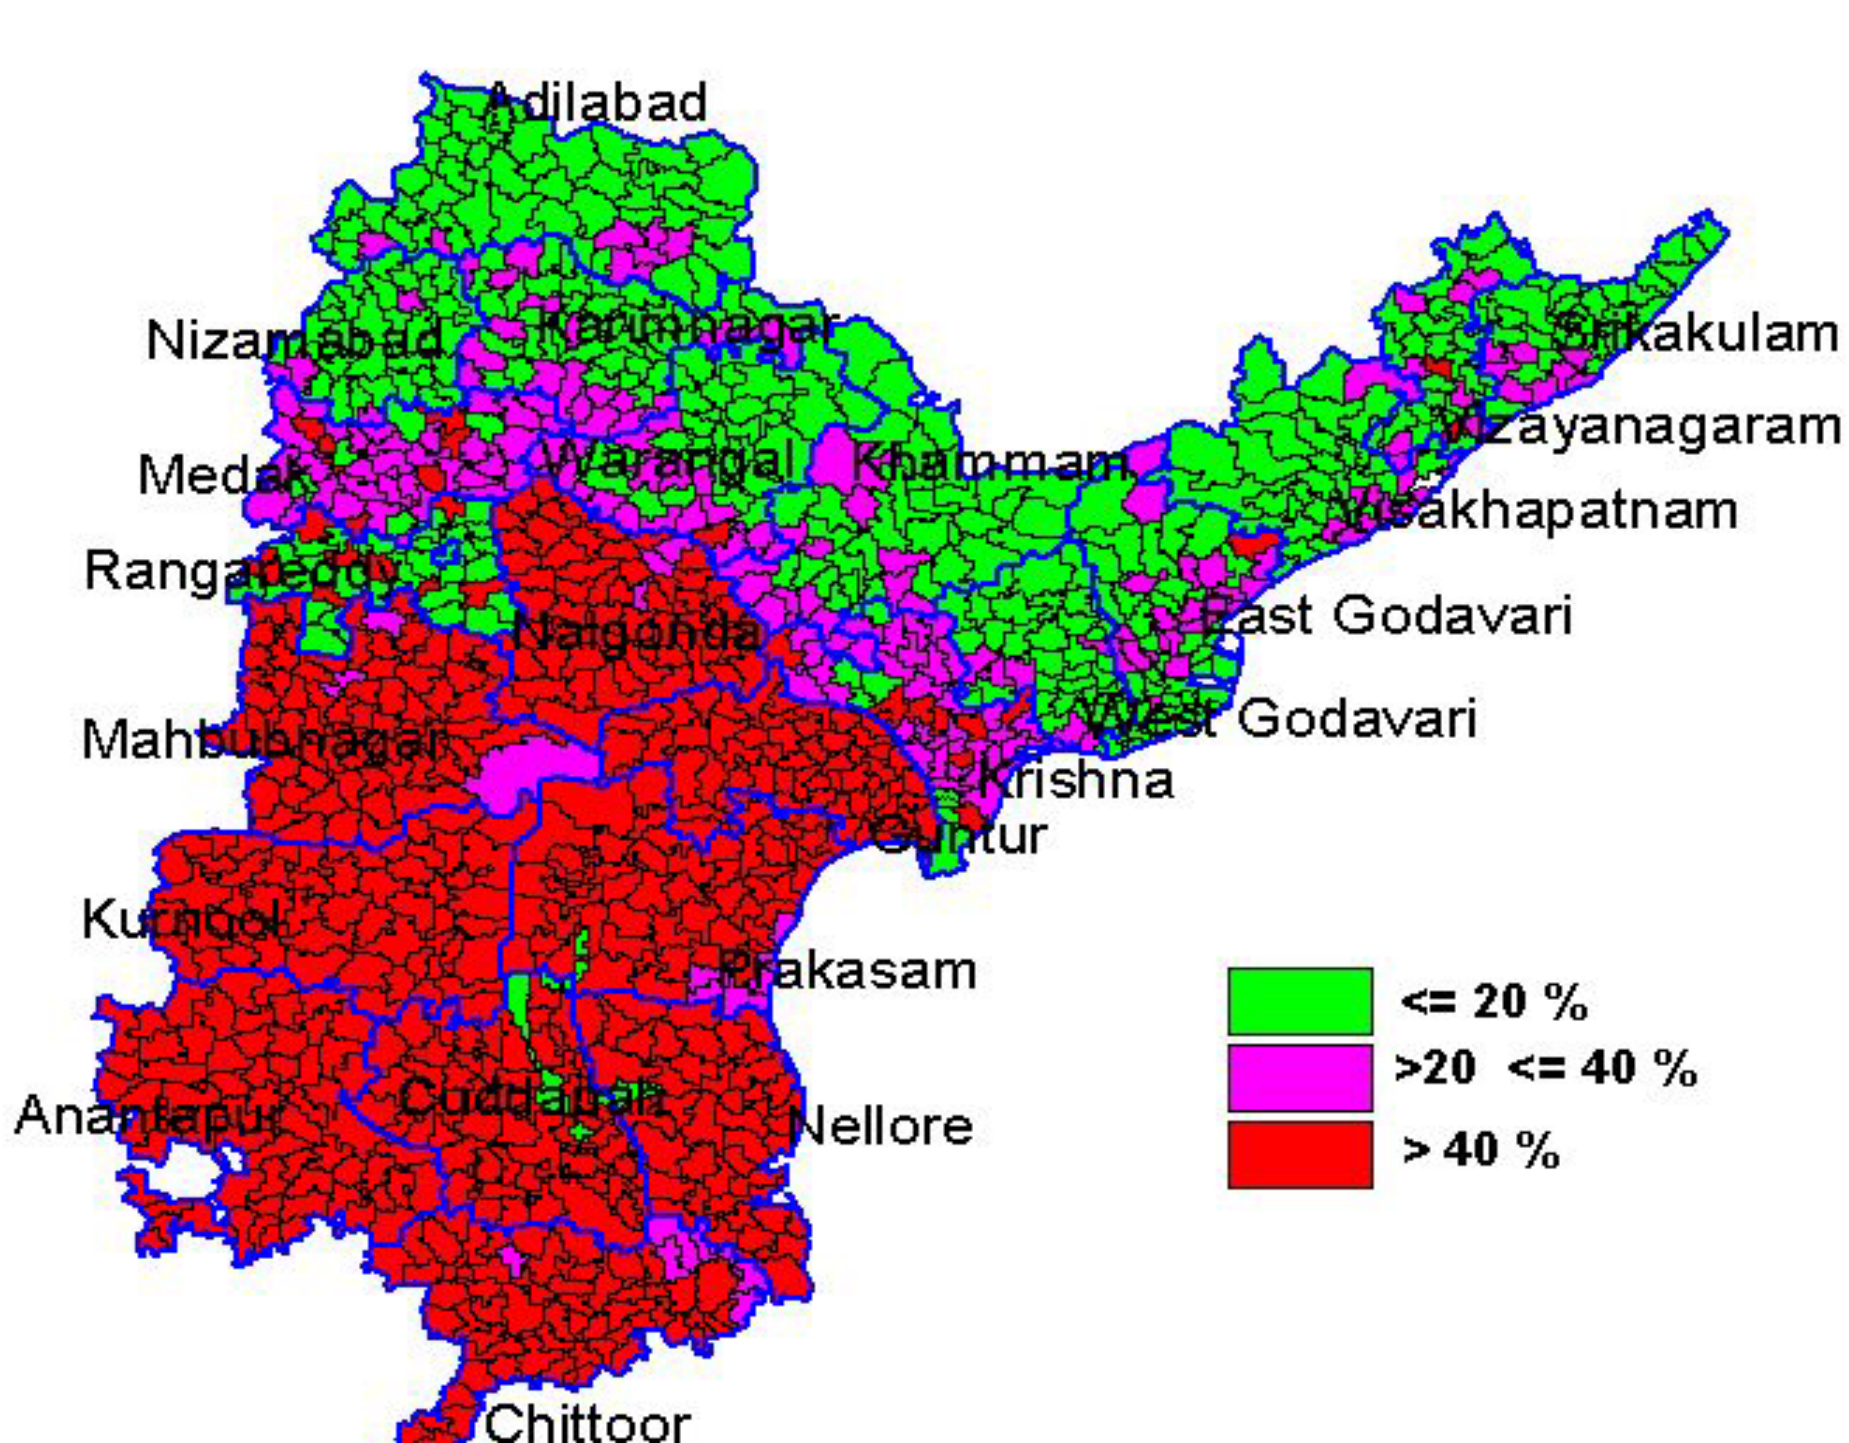 Adilabad
Nizamabad
Karimnagar
Srikakulam
Vizayanagaram
Medak
Warangal
Khammam
Visakhapatnam
Rangareddy
Nalgonda
East Godavari
Mahbubnagar
West Godavari
Krishna
Guntur
Kurnool
Prakasam
<= 20 %
>20 <= 40 %
> 40 %
Anantapur
Cuddapah
Nellore
Chittoor